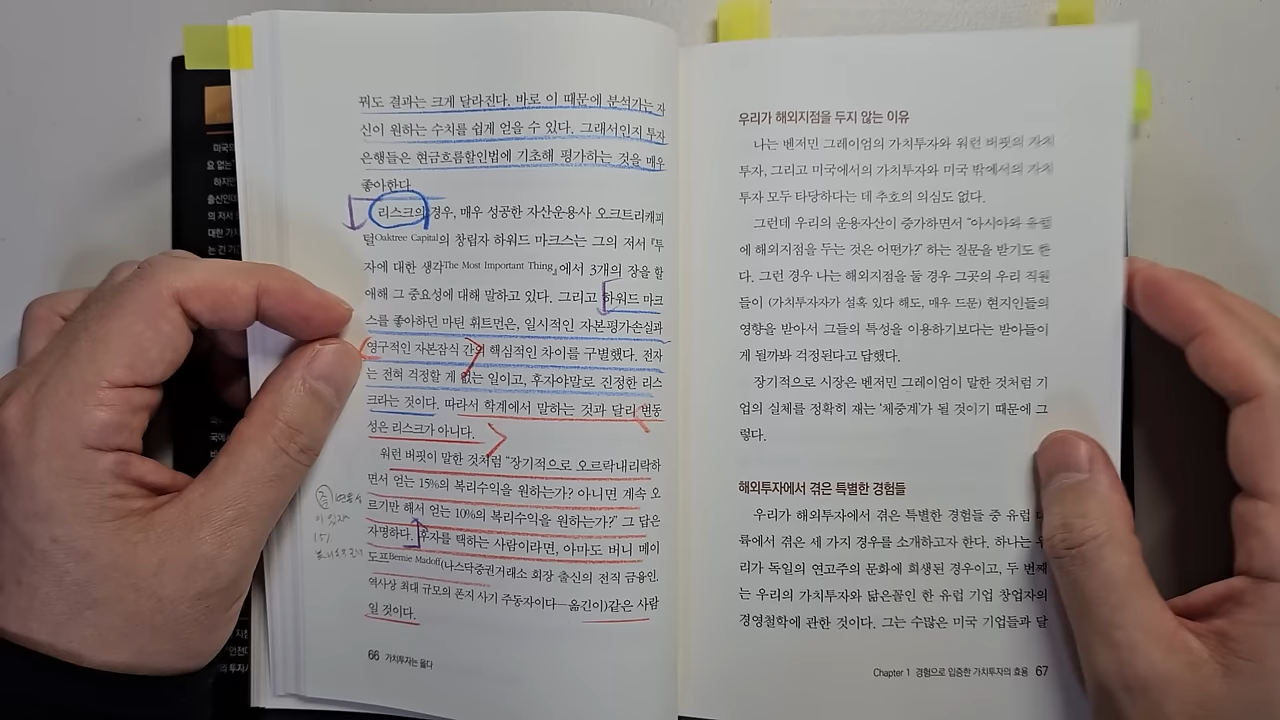 꿔도 결과는 크게 달라진다. 바로 이 때문에 분석가는 자
신이 원하는 수치를 쉽게 얻을 수 있다. 그래서인지 투자
은행들은 현금흐름할인법에 기초해 평가하는 것을 매우
좋아한다.
리스크의 경우, 매우 성공한 자산운용사 오크트리캐피
털Oaktree Capital의 창립자 하워드 마크스는 그의 저서 『투
자에 대한 생각The Most Important Thing』에서 3개의 장을 할
애해 그 중요성에 대해 말하고 있다. 그리고 하워드 마크
스를 좋아하던 마틴 휘트먼은, 일시적인 자본평가손실과
영구적인 자본잠식 간의 핵심적인 차이를 구별했다. 전자
는 전혀 걱정할 게 없는 일이고, 후자야말로 진정한 리스
크라는 것이다. 따라서 학계에서 말하는 것과 달리 변동
성은 리스크가 아니다.
워런 버핏이 말한 것처럼 “장기적으로 오르락내리락하
면서 얻는 15%의 복리수익을 원하는가? 아니면 계속 오
르기만 해서 얻는 10%의 복리수익을 원하는가?” 그 답은
자명하다. 후자를 택하는 사람이라면, 아마도 버니 메이
도프Bernie Madoff(나스닥증권거래소 회장 출신의 전직 금융인.
역사상 최대 규모의 폰지 사기 주동자이다―옮긴이)같은 사람
일 것이다.
66 가치투자는 옳다
우리가 해외지점을 두지 않는 이유
나는 벤저민 그레이엄의 가치투자와 워런 버핏의 가치
투자, 그리고 미국에서의 가치투자와 미국 밖에서의 가치
투자 모두 타당하다는 데 추호의 의심도 없다.
그런데 우리의 운용자산이 증가하면서 “아시아와 유럽
에 해외지점을 두는 것은 어떤가?” 하는 질문을 받기도 한
다. 그런 경우 나는 해외지점을 둘 경우 그곳의 우리 직원
들이 (가치투자자가 설혹 있다 해도, 매우 드문) 현지인들의
영향을 받아서 그들의 특성을 이용하기보다는 받아들이
게 될까봐 걱정된다고 답했다.
장기적으로 시장은 벤저민 그레이엄이 말한 것처럼 기
업의 실체를 정확히 재는 ‘체중계’가 될 것이기 때문에 그
렇다.
해외투자에서 겪은 특별한 경험들
우리가 해외투자에서 겪은 특별한 경험들 중 유럽
륙에서 겪은 세 가지 경우를 소개하고자 한다. 하나는 우
리가 독일의 연고주의 문화에 희생된 경우이고, 두 번째
는 우리의 가치투자와 닮은꼴인 한 유럽 기업 창업자의
경영철학에 관한 것이다. 그는 수많은 미국 기업들과 달
Chapter 1 경험으로 입증한 가치투자의 효용 67